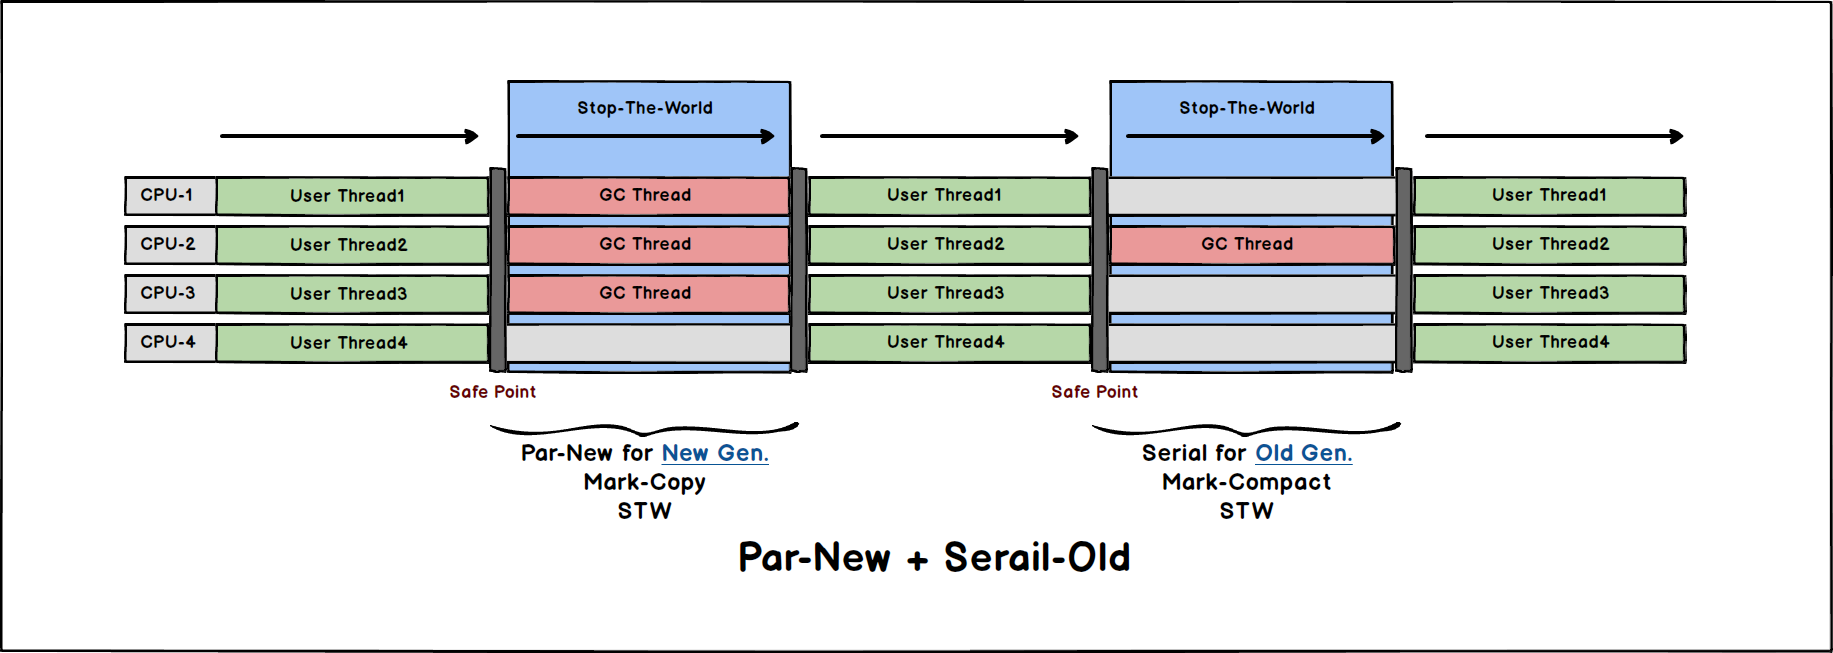 Stop-The-World
Stop-The-World
CPU-1 User Thread1 GC Thread User Thread1 User Thread1
CPU-2 User Thread2 GC Thread User Thread2 GC Thread User Thread2
CPU-3 User Thread3 GC Thread User Thread3 User Thread3
CPU-4 User Thread4 User Thread4 User Thread4
Safe Point
Safe Point
Par-New for New Gen.
Mark-Copy
STW
Serial for Old Gen.
Mark-Compact
STW
Par-New + Serail-Old